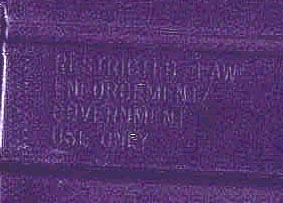 RESTRICTED LAW
ENFORCEMENT/
GOVERNMENT
USE ONLY